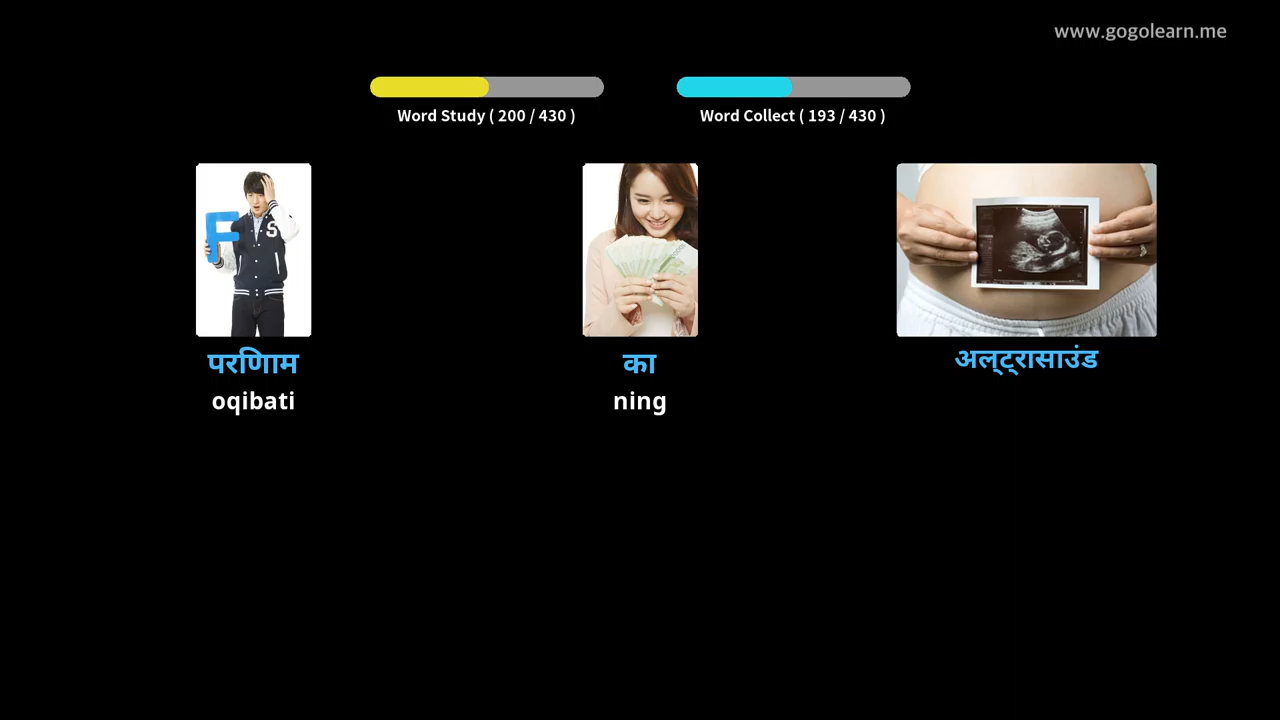 www.gogolearn.me
Word Study ( 200 / 430 )
Word Collect ( 193 / 430 )
F
S
परिणाम
oqibati
का
ning
अल्ट्रासाउंड